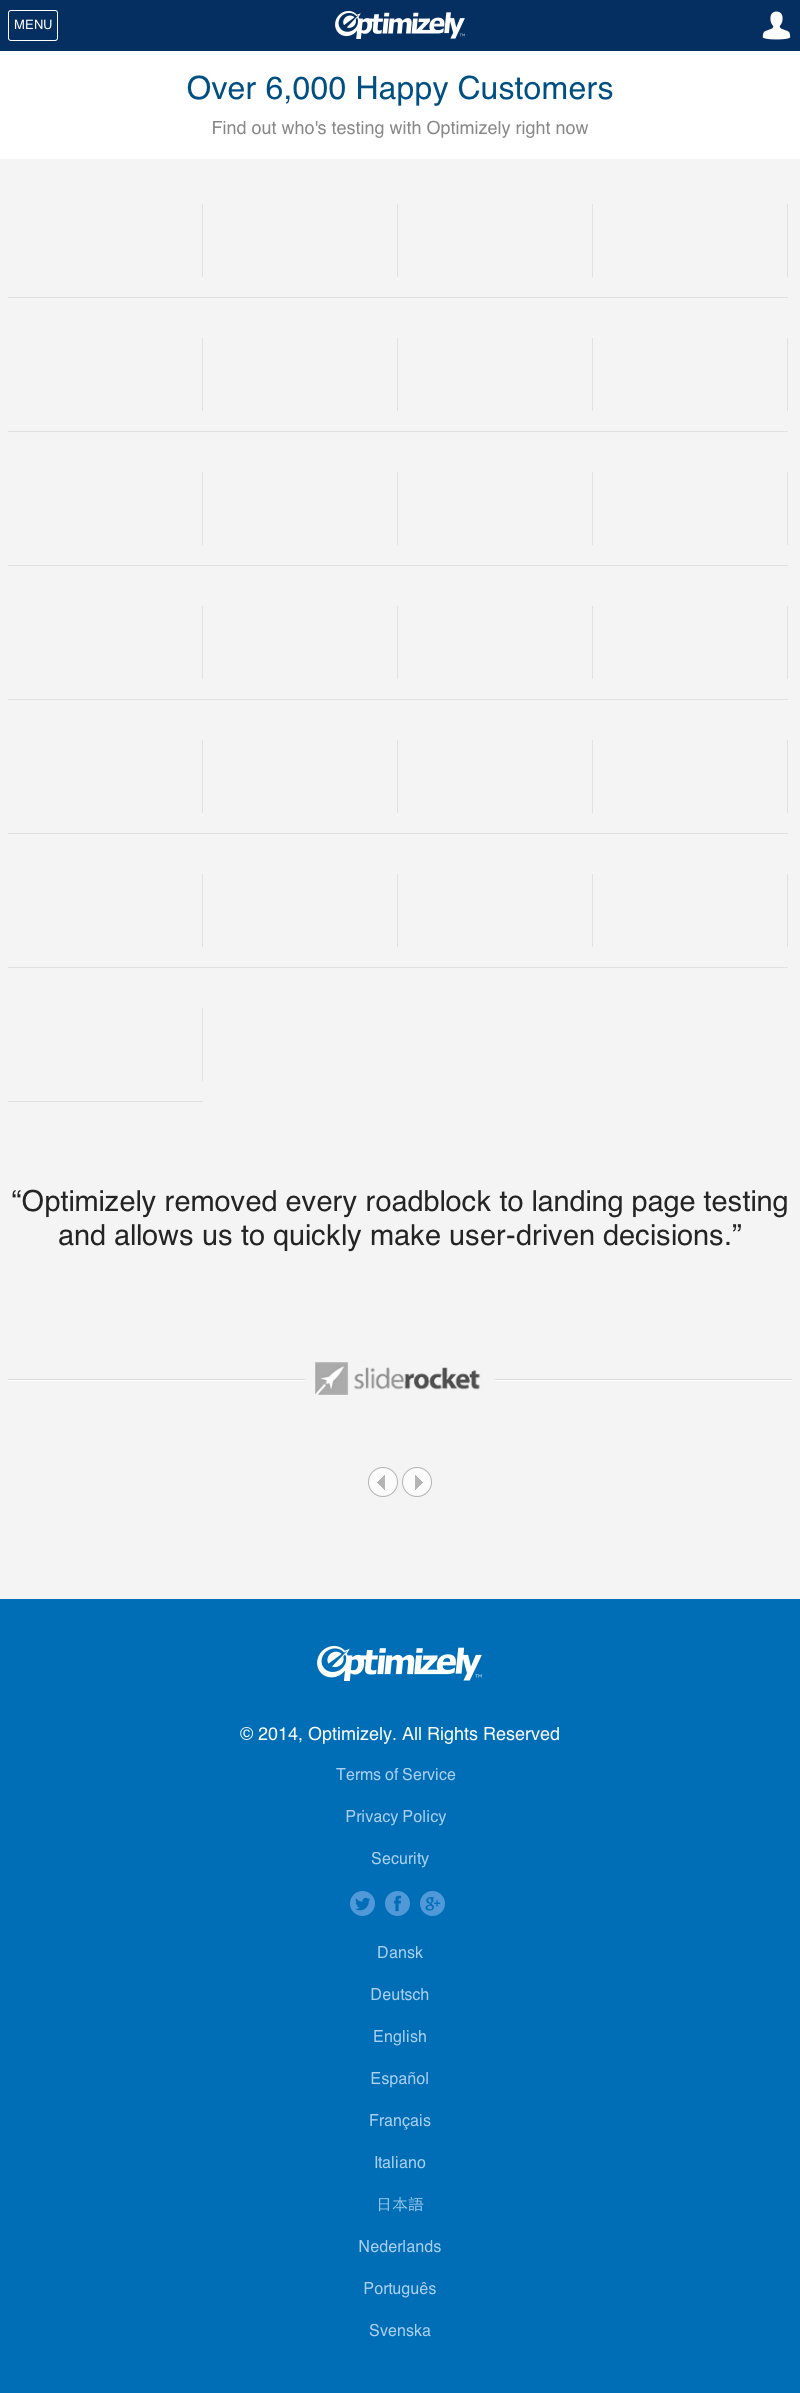 MENU
Optimizely™
Over 6,000 Happy Customers
Find out who's testing with Optimizely right now
“Optimizely removed every roadblock to landing page testing
and allows us to quickly make user-driven decisions.”
sliderocket
Optimizely™
© 2014, Optimizely. All Rights Reserved
Terms of Service
Privacy Policy
Security
Dansk
Deutsch
English
Español
Français
Italiano
日本語
Nederlands
Português
Svenska